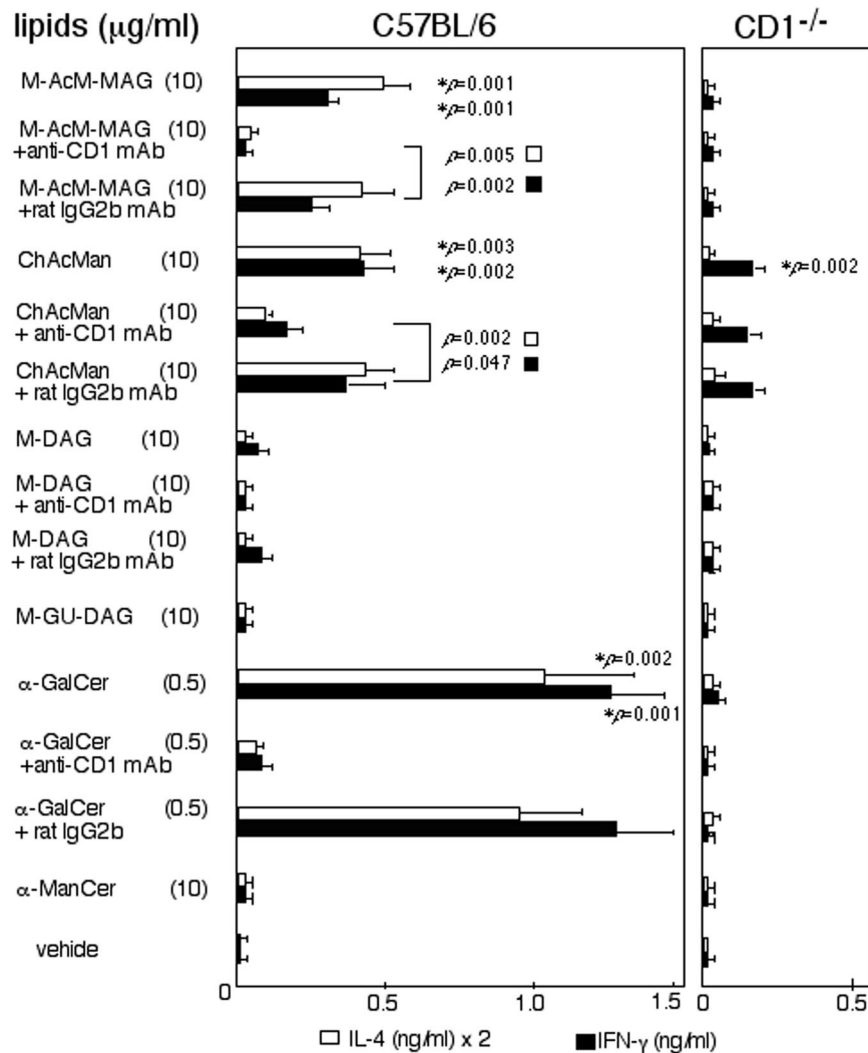 lipids (μg/ml) C57BL/6 CD1-/-
M-AcM-MAG (10) *p=0.001
*p=0.001
M-AcM-MAG (10)
+anti-CD1 mAb
p=0.005
p=0.002
M-AcM-MAG (10)
+rat IgG2b mAb
ChAcMan (10) *p=0.003
*p=0.002 *p=0.002
ChAcMan (10)
+ anti-CD1 mAb
p=0.002
p=0.047
ChAcMan (10)
+ rat IgG2b mAb
M-DAG (10)
M-DAG (10)
+ anti-CD1 mAb
M-DAG (10)
+ rat IgG2b mAb
M-GU-DAG (10)
*p=0.002
α-GalCer (0.5)
*p=0.001
α-GalCer (0.5)
+anti-CD1 mAb
α-GalCer (0.5)
+ rat IgG2b
α-ManCer (10)
vehide
0 0.5 1.0 1.5 0 0.5
IL-4 (ng/ml) x 2 IFN-γ (ng/ml)